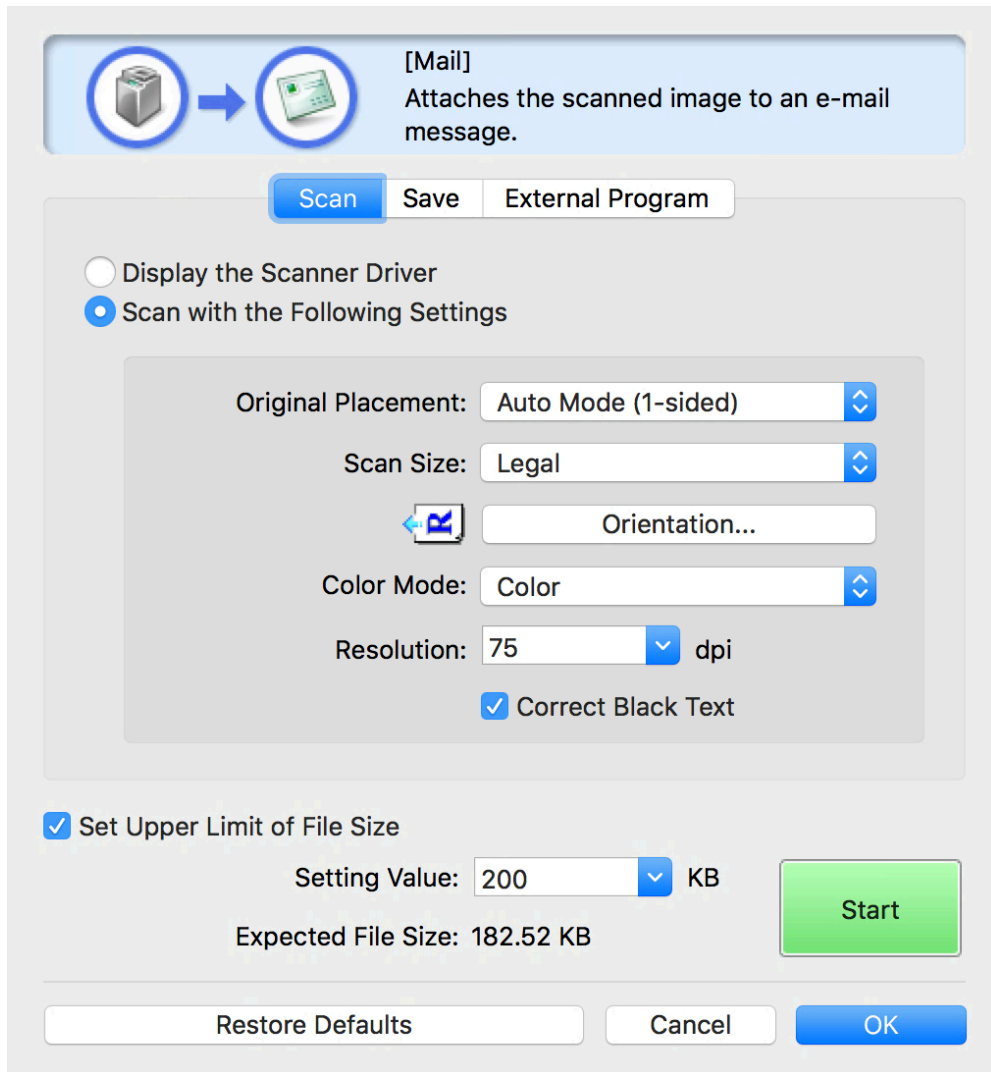 [Mail]
Attaches the scanned image to an e-mail
message.
Scan Save External Program
Display the Scanner Driver
Scan with the Following Settings
Original Placement: Auto Mode (1-sided)
Scan Size: Legal
R Orientation...
Color Mode: Color
Resolution: 75 dpi
Correct Black Text
Set Upper Limit of File Size
Setting Value: 200 KB
Start
Expected File Size: 182.52 KB
Restore Defaults Cancel OK